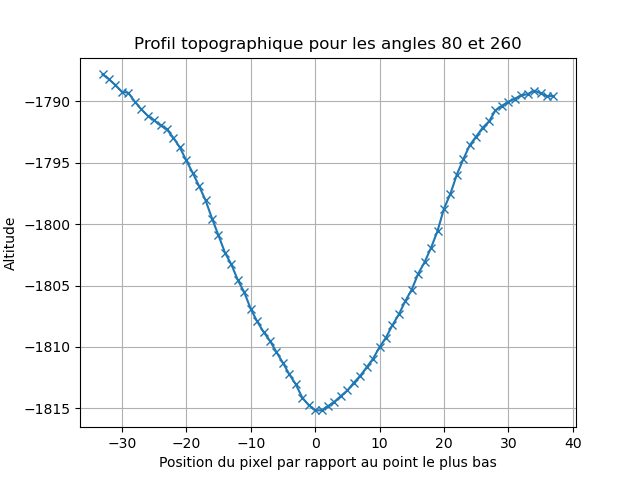 Profil topographique pour les angles 80 et 260
Altitude
−1790
−1795
−1800
−1805
−1810
−1815
−30 −20 −10 0 10 20 30 40
Position du pixel par rapport au point le plus bas